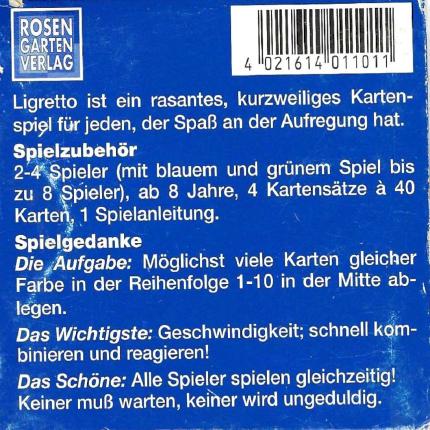 ROSEN
GARTEN
VERLAG
4 021614 011011
Ligretto ist ein rasantes, kurzweiliges Karten-
spiel für jeden, der Spaß an der Aufregung hat.
Spielzubehör
2-4 Spieler (mit blauem und grünem Spiel bis
zu 8 Spieler), ab 8 Jahre, 4 Kartensätze à 40
Karten, 1 Spielanleitung.
Spielgedanke
Die Aufgabe: Möglichst viele Karten gleicher
Farbe in der Reihenfolge 1-10 in der Mitte ab-
legen.
Das Wichtigste: Geschwindigkeit; schnell kom-
binieren und reagieren!
Das Schöne: Alle Spieler spielen gleichzeitig!
Keiner muß warten, keiner wird ungeduldig.